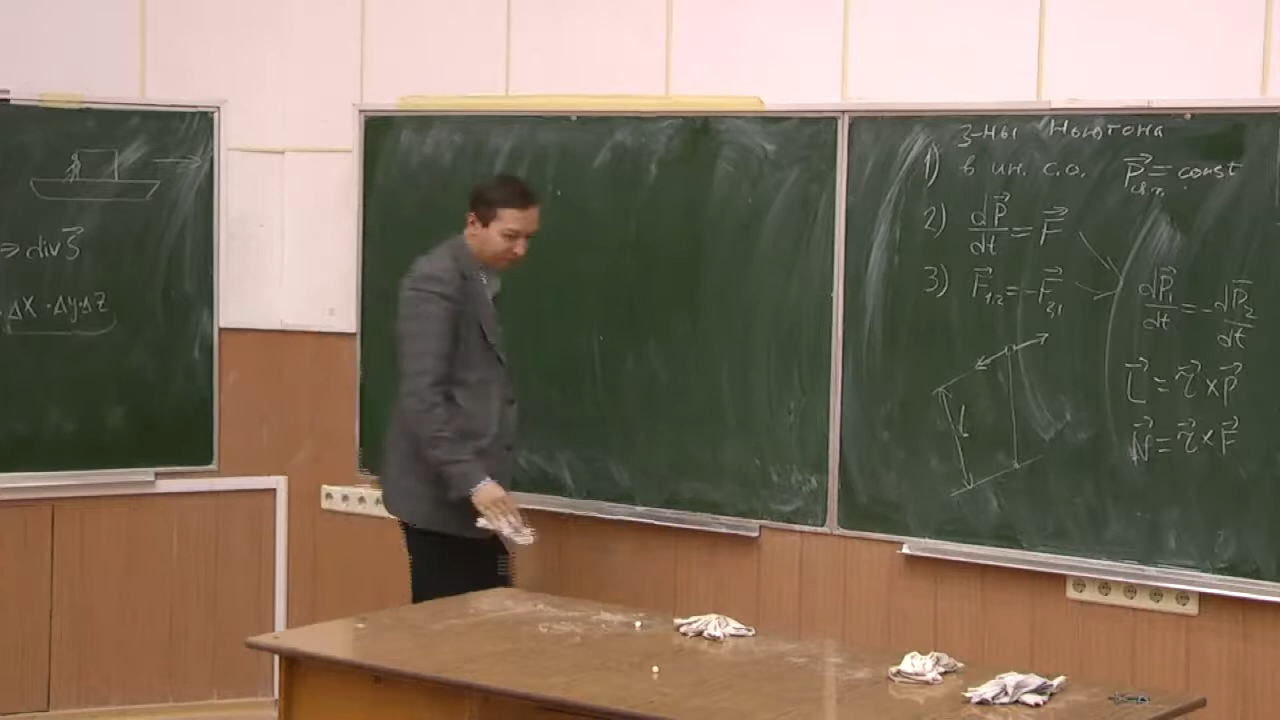 ⇒ div J⃗
ΔX · Δy · ΔZ
З-ны Ньютона
1) в ин. с.о. P⃗ = const
2) dP⃗/dt = F⃗
3) F⃗₁₂ = -F⃗₂₁
dP⃗₁/dt = -dP⃗₂/dt
L⃗ = r⃗ × P⃗
N⃗ = r⃗ × F⃗